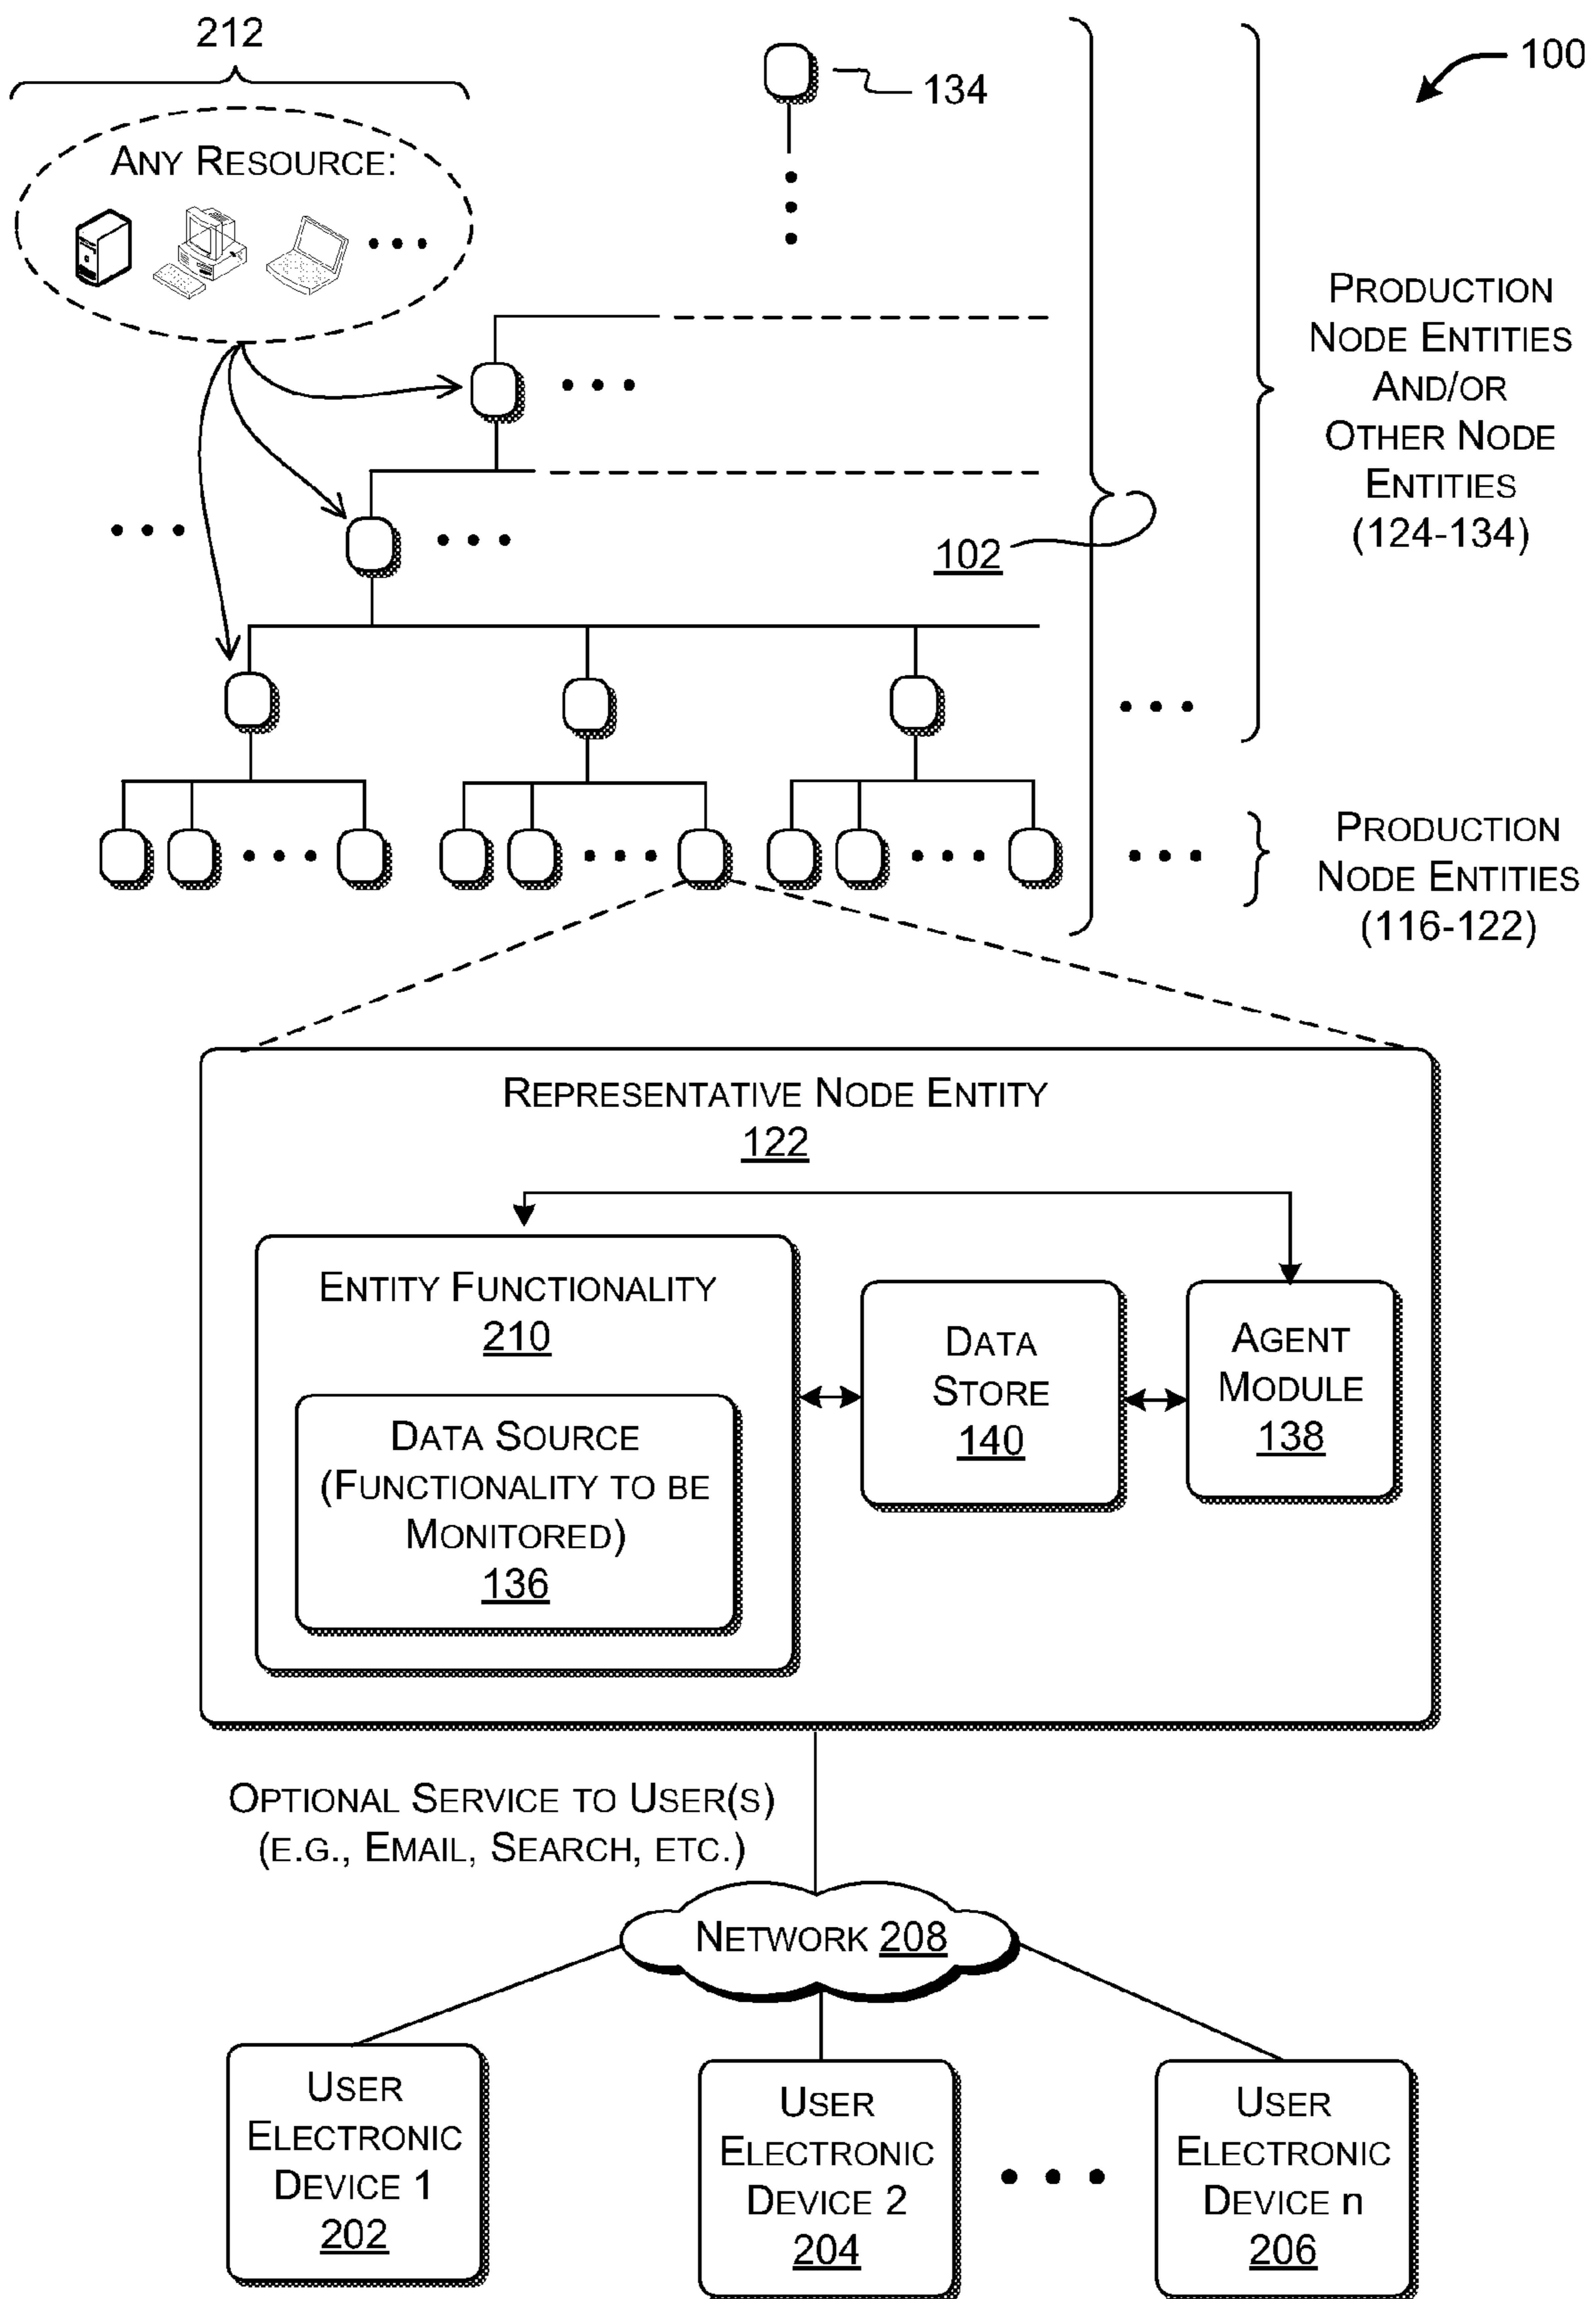 212
134
100
ANY RESOURCE:
PRODUCTION
NODE ENTITIES
AND/OR
OTHER NODE
ENTITIES
(124-134)
102
PRODUCTION
NODE ENTITIES
(116-122)
REPRESENTATIVE NODE ENTITY
122
ENTITY FUNCTIONALITY
210
DATA SOURCE
(FUNCTIONALITY TO BE
MONITORED)
136
DATA
STORE
140
AGENT
MODULE
138
OPTIONAL SERVICE TO USER(S)
(E.G., EMAIL, SEARCH, ETC.)
NETWORK 208
USER
ELECTRONIC
DEVICE 1
202
USER
ELECTRONIC
DEVICE 2
204
USER
ELECTRONIC
DEVICE n
206